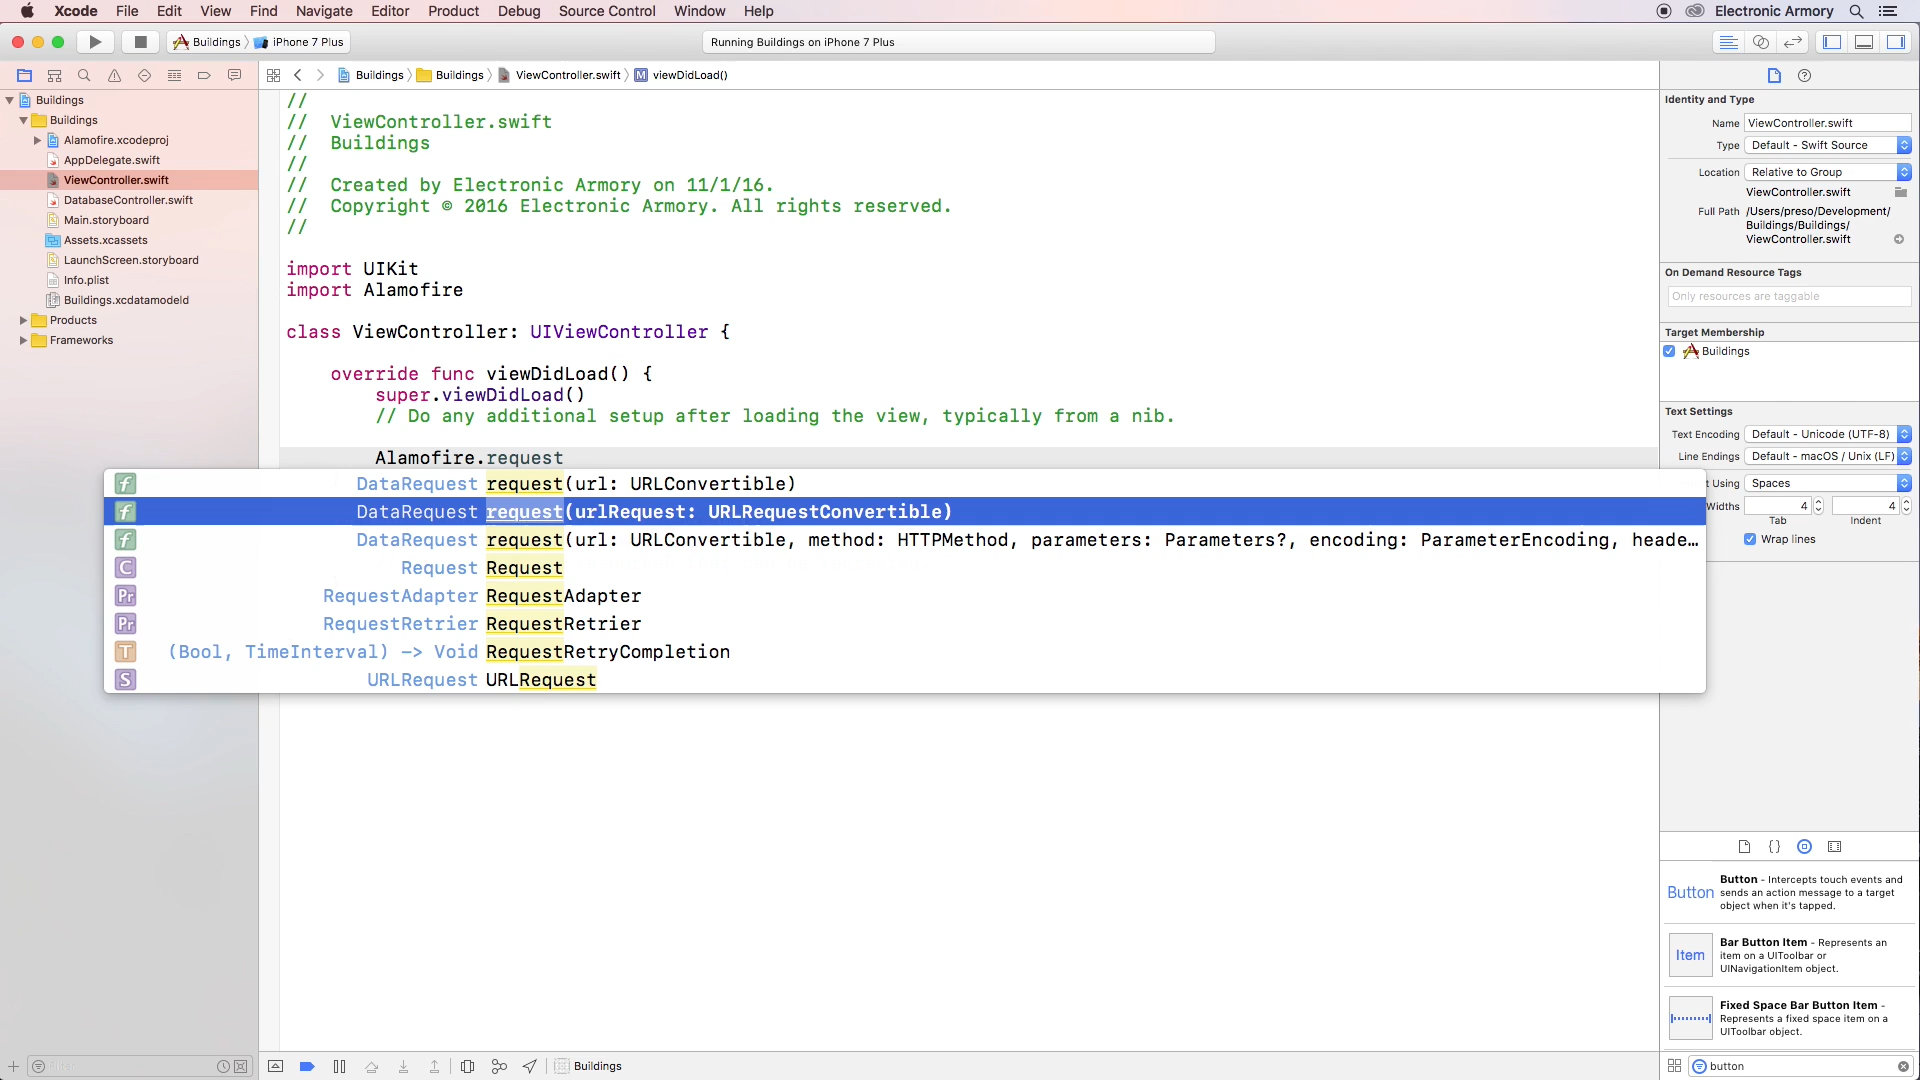 Xcode File Edit View Find Navigate Editor Product Debug Source Control Window Help Electronic Armory
Buildings iPhone 7 Plus Running Buildings on iPhone 7 Plus
Buildings Buildings ViewController.swift M viewDidLoad()
Buildings
Buildings
Alamofire.xcodeproj
AppDelegate.swift
ViewController.swift
DatabaseController.swift
Main.storyboard
Assets.xcassets
LaunchScreen.storyboard
Info.plist
Buildings.xcdatamodeld
Products
Frameworks
//
// ViewController.swift
// Buildings
//
// Created by Electronic Armory on 11/1/16.
// Copyright © 2016 Electronic Armory. All rights reserved.
//
import UIKit
import Alamofire
class ViewController: UIViewController {
override func viewDidLoad() {
super.viewDidLoad()
// Do any additional setup after loading the view, typically from a nib.
Alamofire.request
f DataRequest request(url: URLConvertible)
f DataRequest request(urlRequest: URLRequestConvertible)
f DataRequest request(url: URLConvertible, method: HTTPMethod, parameters: Parameters?, encoding: ParameterEncoding, heade...
C Request Request
Pr RequestAdapter RequestAdapter
Pr RequestRetrier RequestRetrier
T (Bool, TimeInterval) -> Void RequestRetryCompletion
S URLRequest URLRequest
Identity and Type
Name ViewController.swift
Type Default - Swift Source
Location Relative to Group
ViewController.swift
Full Path /Users/preso/Development/
Buildings/Buildings/
ViewController.swift
On Demand Resource Tags
Only resources are taggable
Target Membership
Buildings
Text Settings
Text Encoding Default - Unicode (UTF-8)
Line Endings Default - macOS / Unix (LF)
t Using Spaces
Widths 4 4
Tab Indent
Wrap lines
Button Button - Intercepts touch events and
sends an action message to a target
object when it's tapped.
Item Bar Button Item - Represents an
item on a UIToolbar or
UINavigationItem object.
Fixed Space Bar Button Item -
Represents a fixed space item on a
UIToolbar object.
Buildings
button